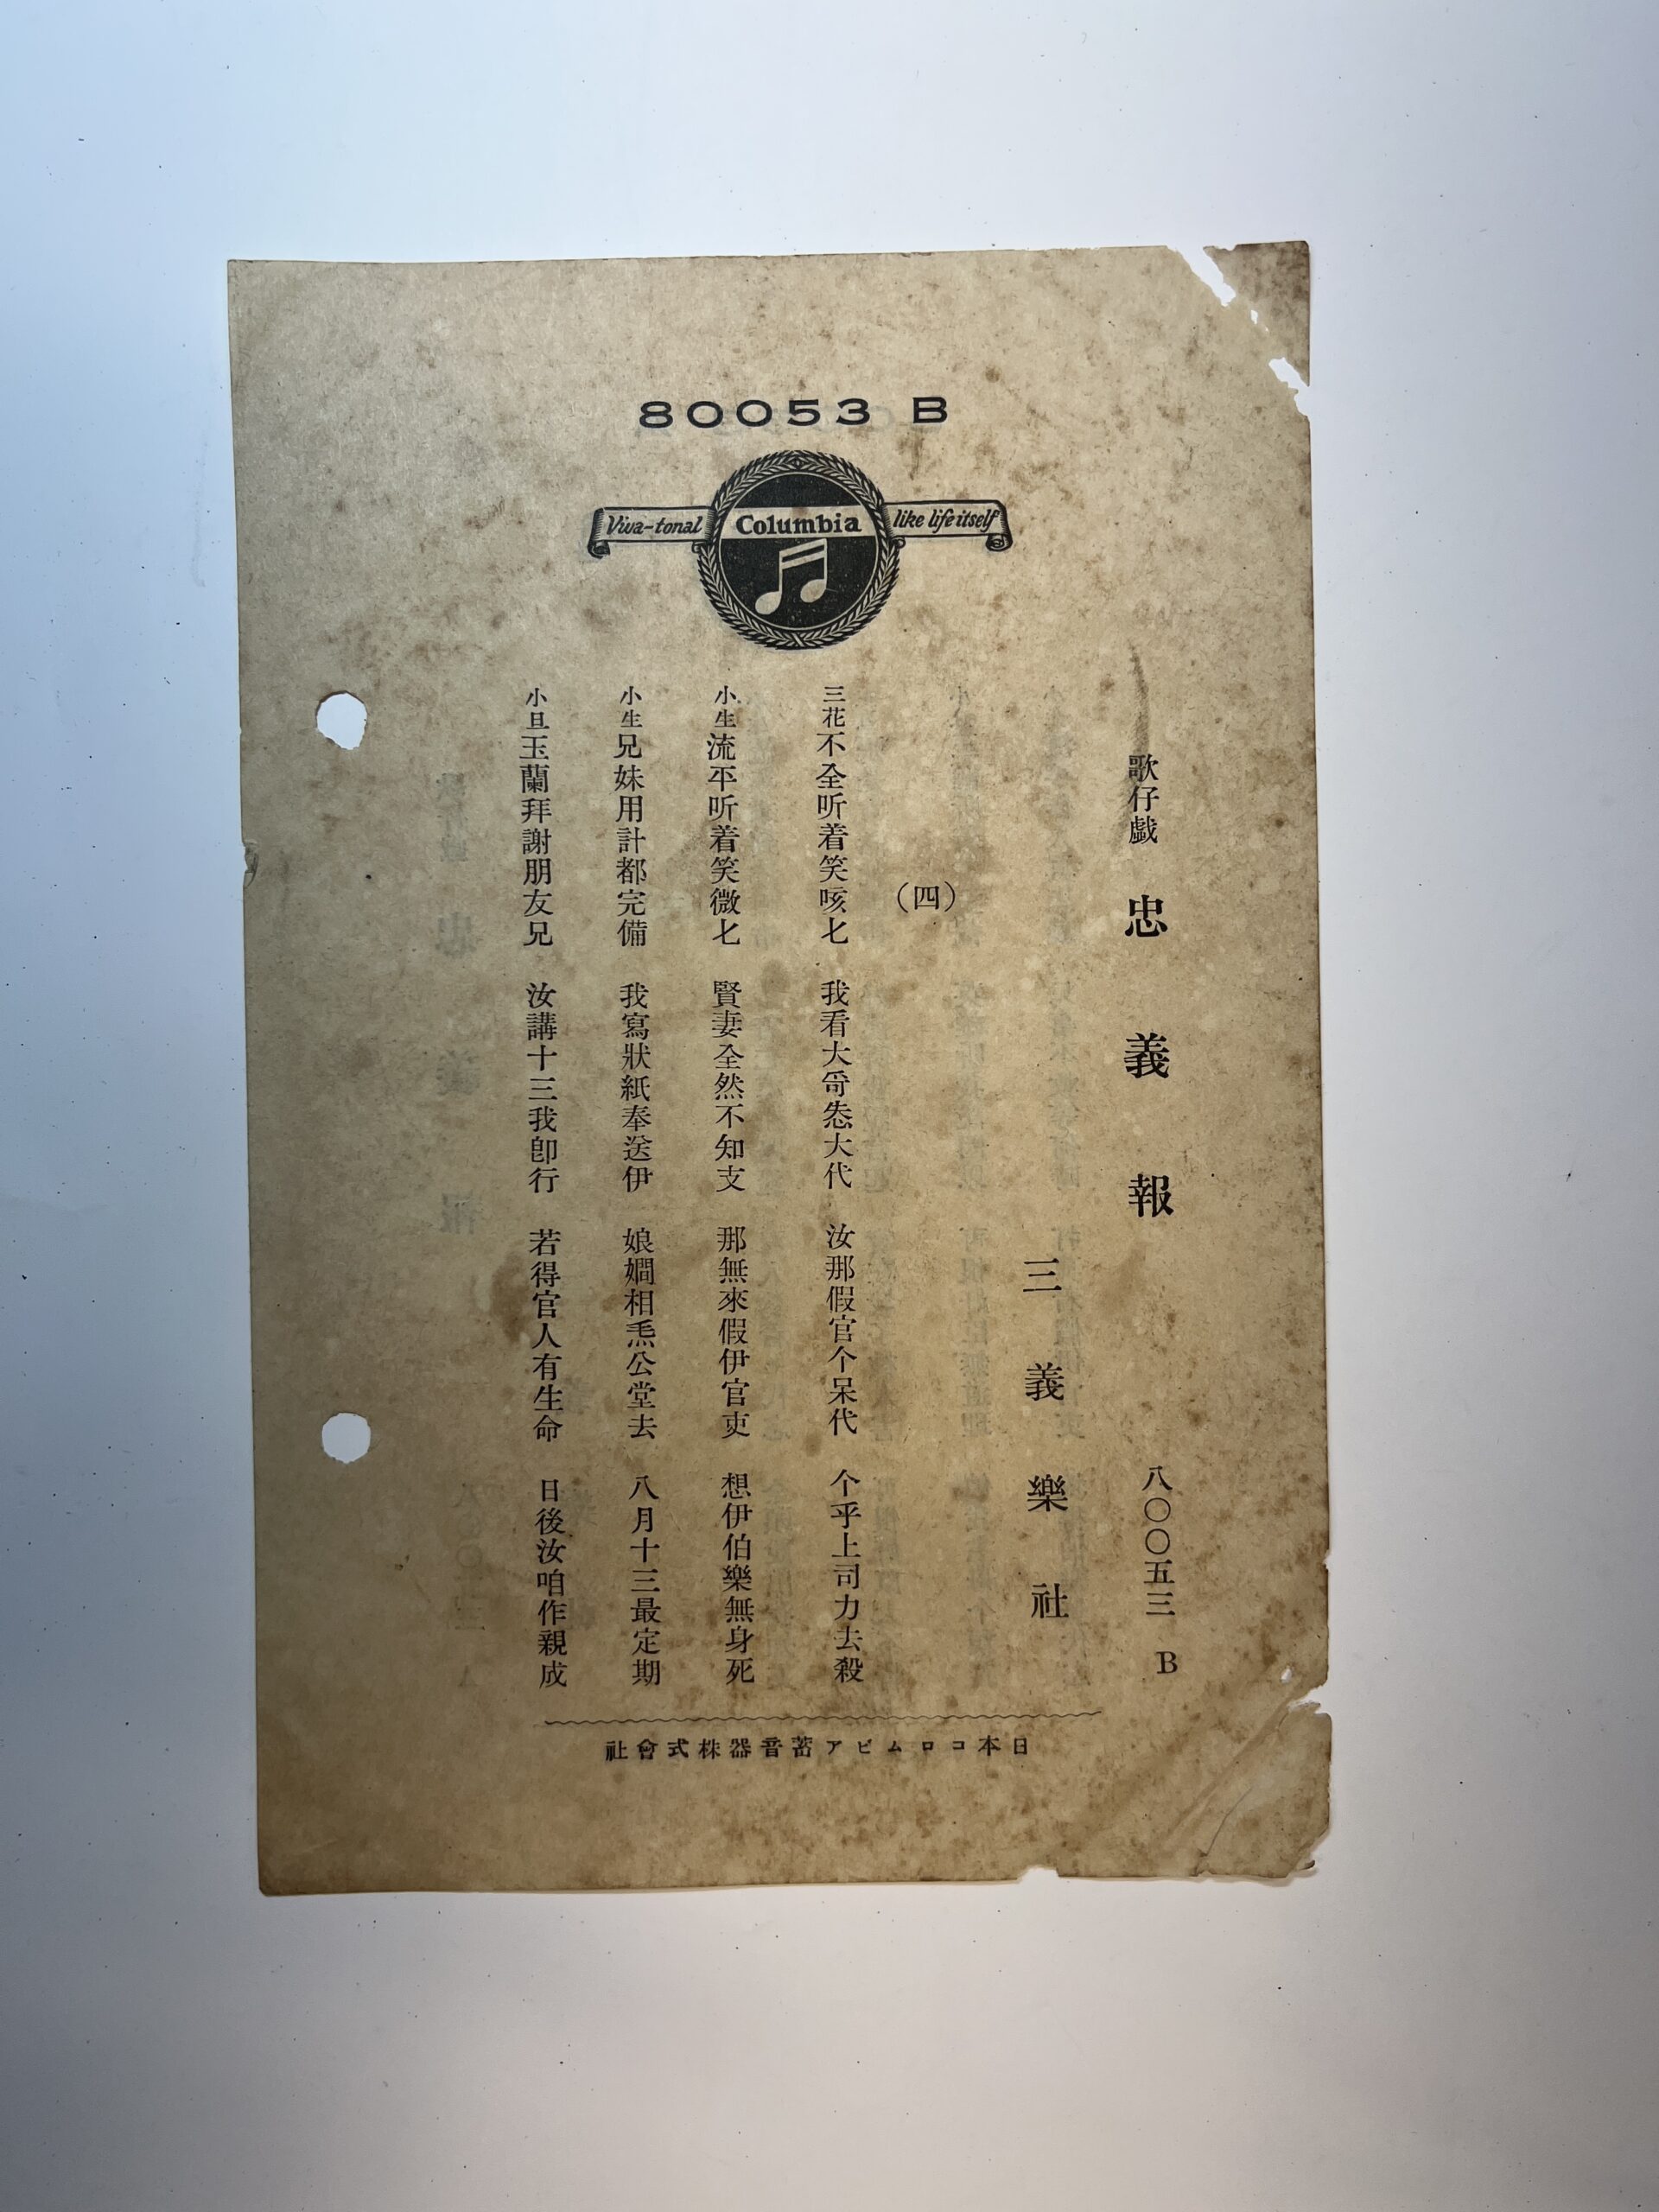 80053 B
Viva-tonal Columbia like life itself
歌仔戯 忠義報 八〇〇五三 B
三義樂社
(四)
三花 不全听着笑咳匕 我看大哥怣大代 汝那假官个呆代 个乎上司力去殺
小生 流平听着笑微匕 賢妻全然不知支 那無來假伊官吏 想伊伯樂無身死
小生 兄妹用計都完備 我寫狀紙奉送伊 娘嫺相焏公堂去 八月十三最定期
小旦 玉蘭拜謝朋友兄 汝講十三我卽行 若得官人有生命 日後汝咱作親成
日本コロムビア蓄音器株式會社